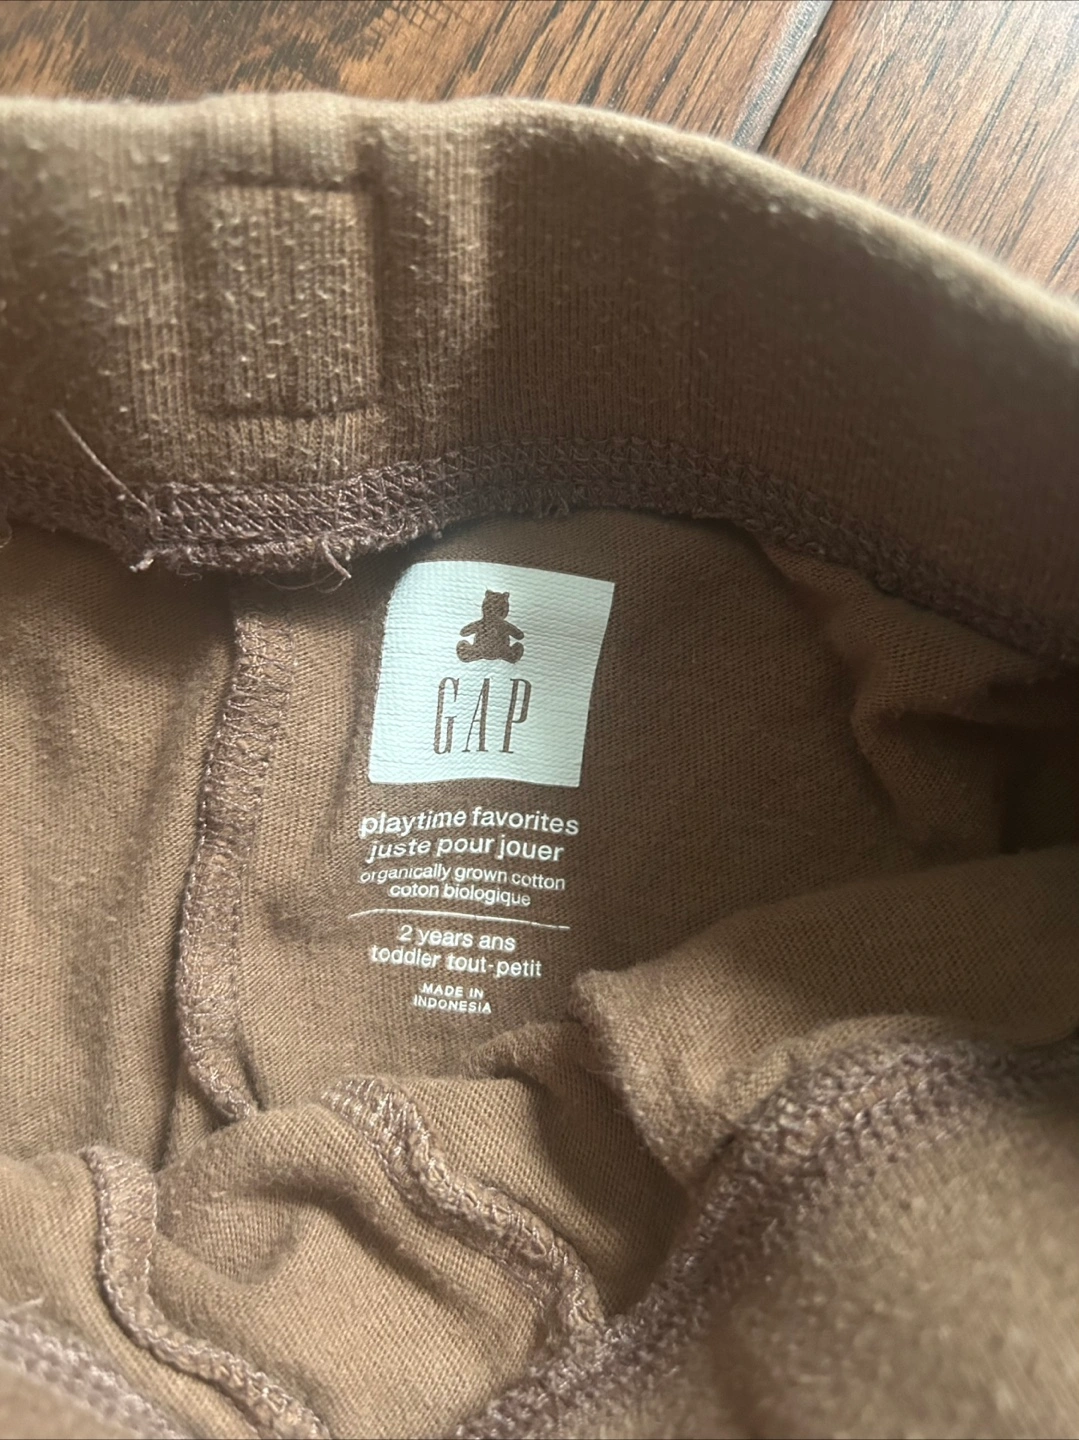 GAP
playtime favorites
juste pour jouer
organically grown cotton
coton biologique
2 years ans
toddler tout-petit
MADE IN
INDONESIA